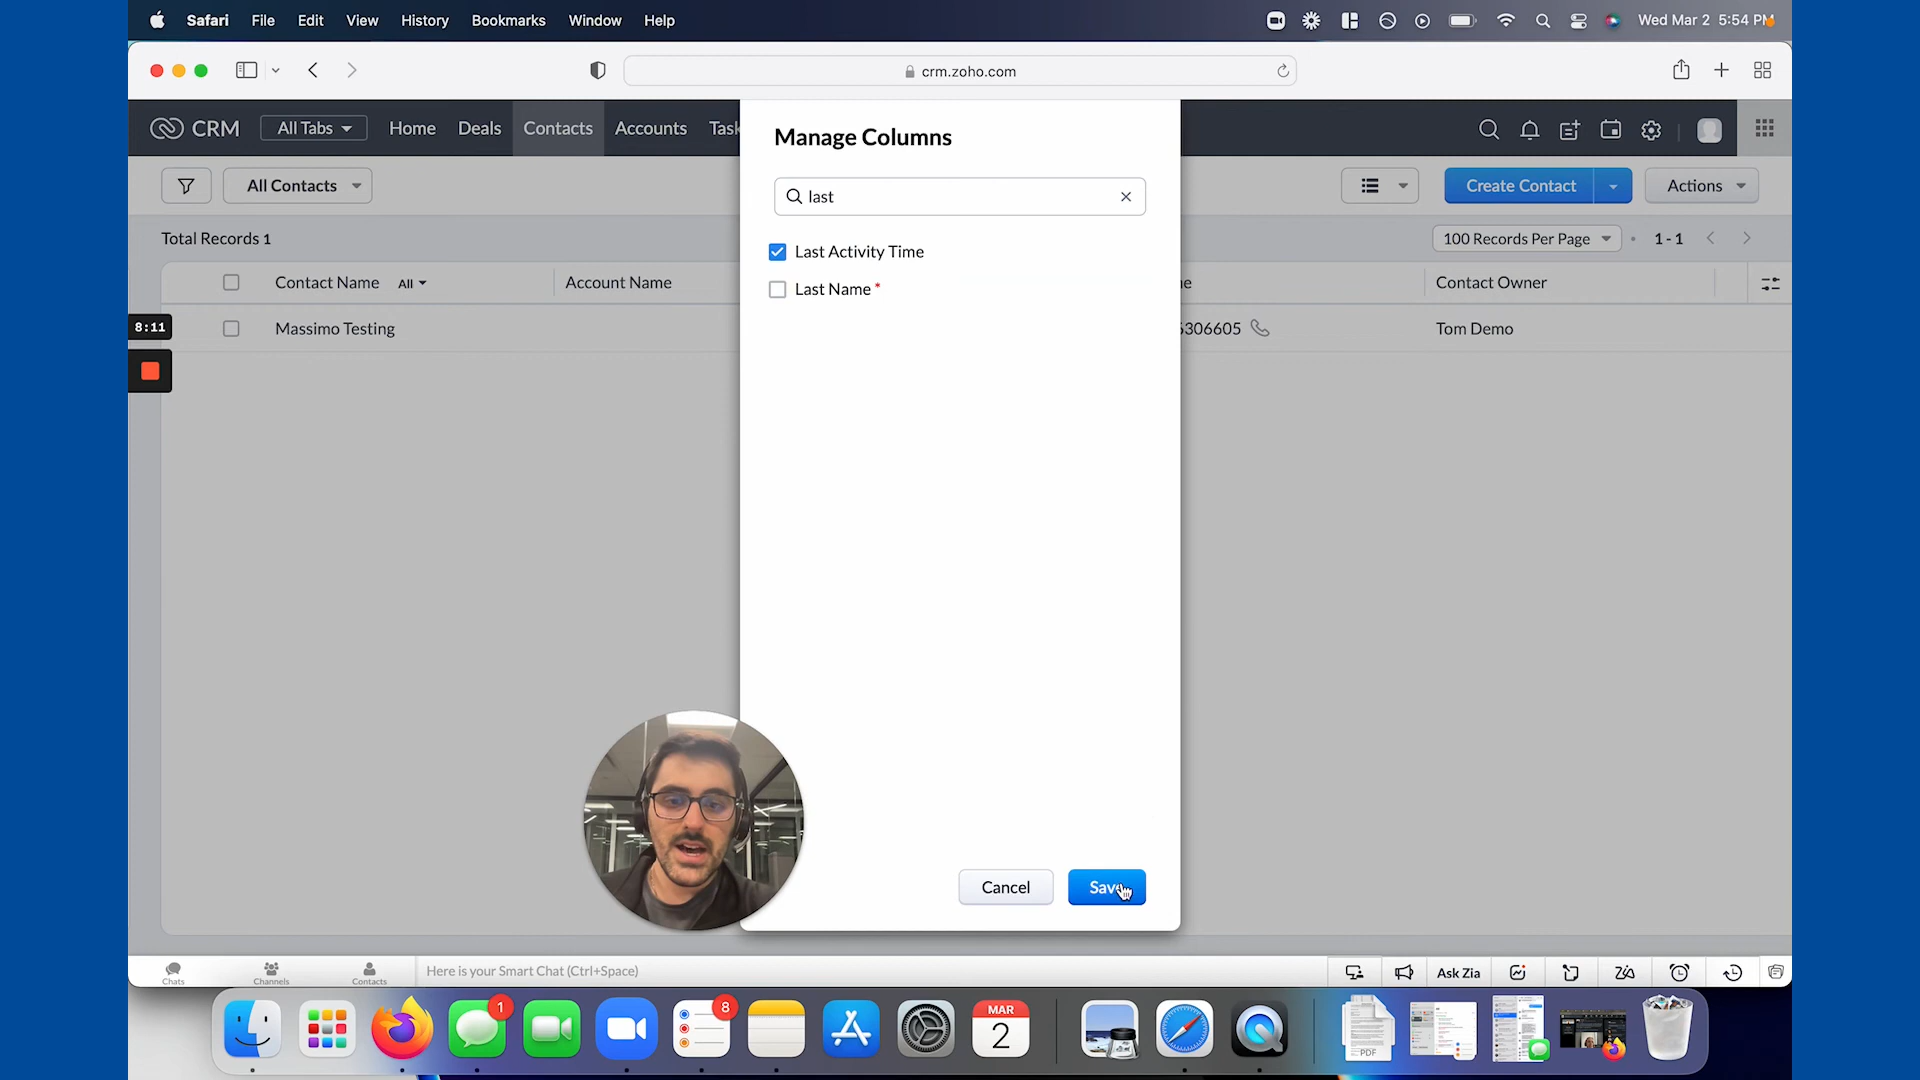 Safari File Edit View History Bookmarks Window Help Wed Mar 2 5:54 PM
crm.zoho.com
CRM All Tabs Home Deals Contacts Accounts
Manage Columns
All Contacts Create Contact Actions
last
Total Records 1 100 Records Per Page • 1 - 1
Last Activity Time
Contact Name All Account Name Contact Owner
Last Name *
8:11
Massimo Testing 6306605 Tom Demo
Cancel Save
Chats Channels Contacts Here is your Smart Chat (Ctrl+Space) Ask Zia
1
8
MAR
2
PDF